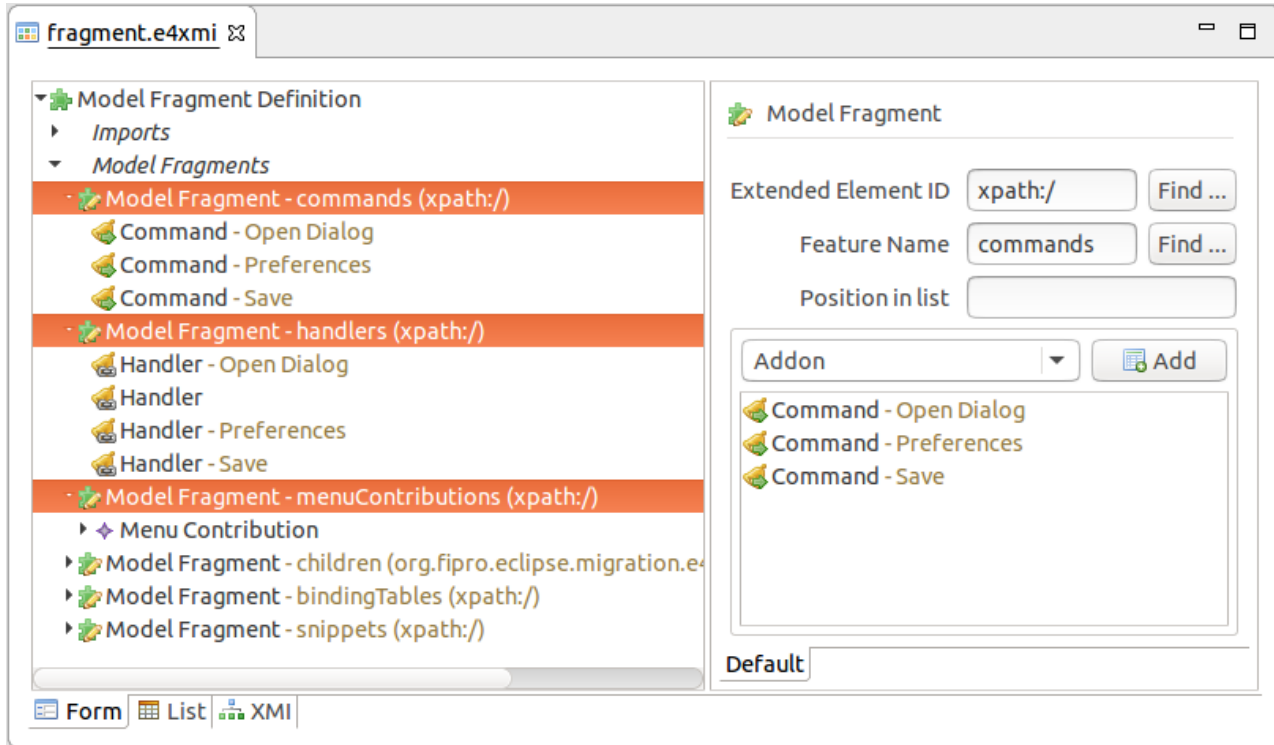 fragment.e4xmi
Model Fragment Definition
Imports
Model Fragments
Model Fragment - commands (xpath:/)
Command - Open Dialog
Command - Preferences
Command - Save
Model Fragment - handlers (xpath:/)
Handler - Open Dialog
Handler
Handler - Preferences
Handler - Save
Model Fragment - menuContributions (xpath:/)
Menu Contribution
Model Fragment - children (org.fipro.eclipse.migration.e4
Model Fragment - bindingTables (xpath:/)
Model Fragment - snippets (xpath:/)
Model Fragment
Extended Element ID xpath:/ Find ...
Feature Name commands Find ...
Position in list
Addon Add
Command - Open Dialog
Command - Preferences
Command - Save
Default
Form List XMI